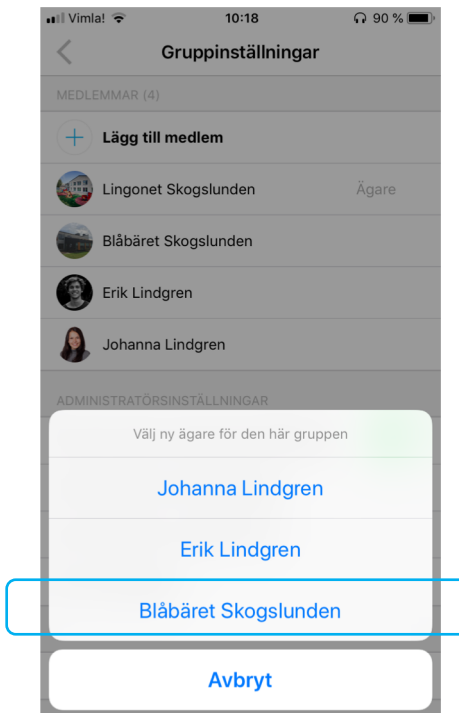 Vimla! 10:18 90 %
Gruppinställningar
MEDLEMMAR (4)
Lägg till medlem
Lingonet Skogslunden Ägare
Blåbäret Skogslunden
Erik Lindgren
Johanna Lindgren
ADMINISTRATÖRSINSTÄLLNINGAR
Välj ny ägare för den här gruppen
Johanna Lindgren
Erik Lindgren
Blåbäret Skogslunden
Avbryt